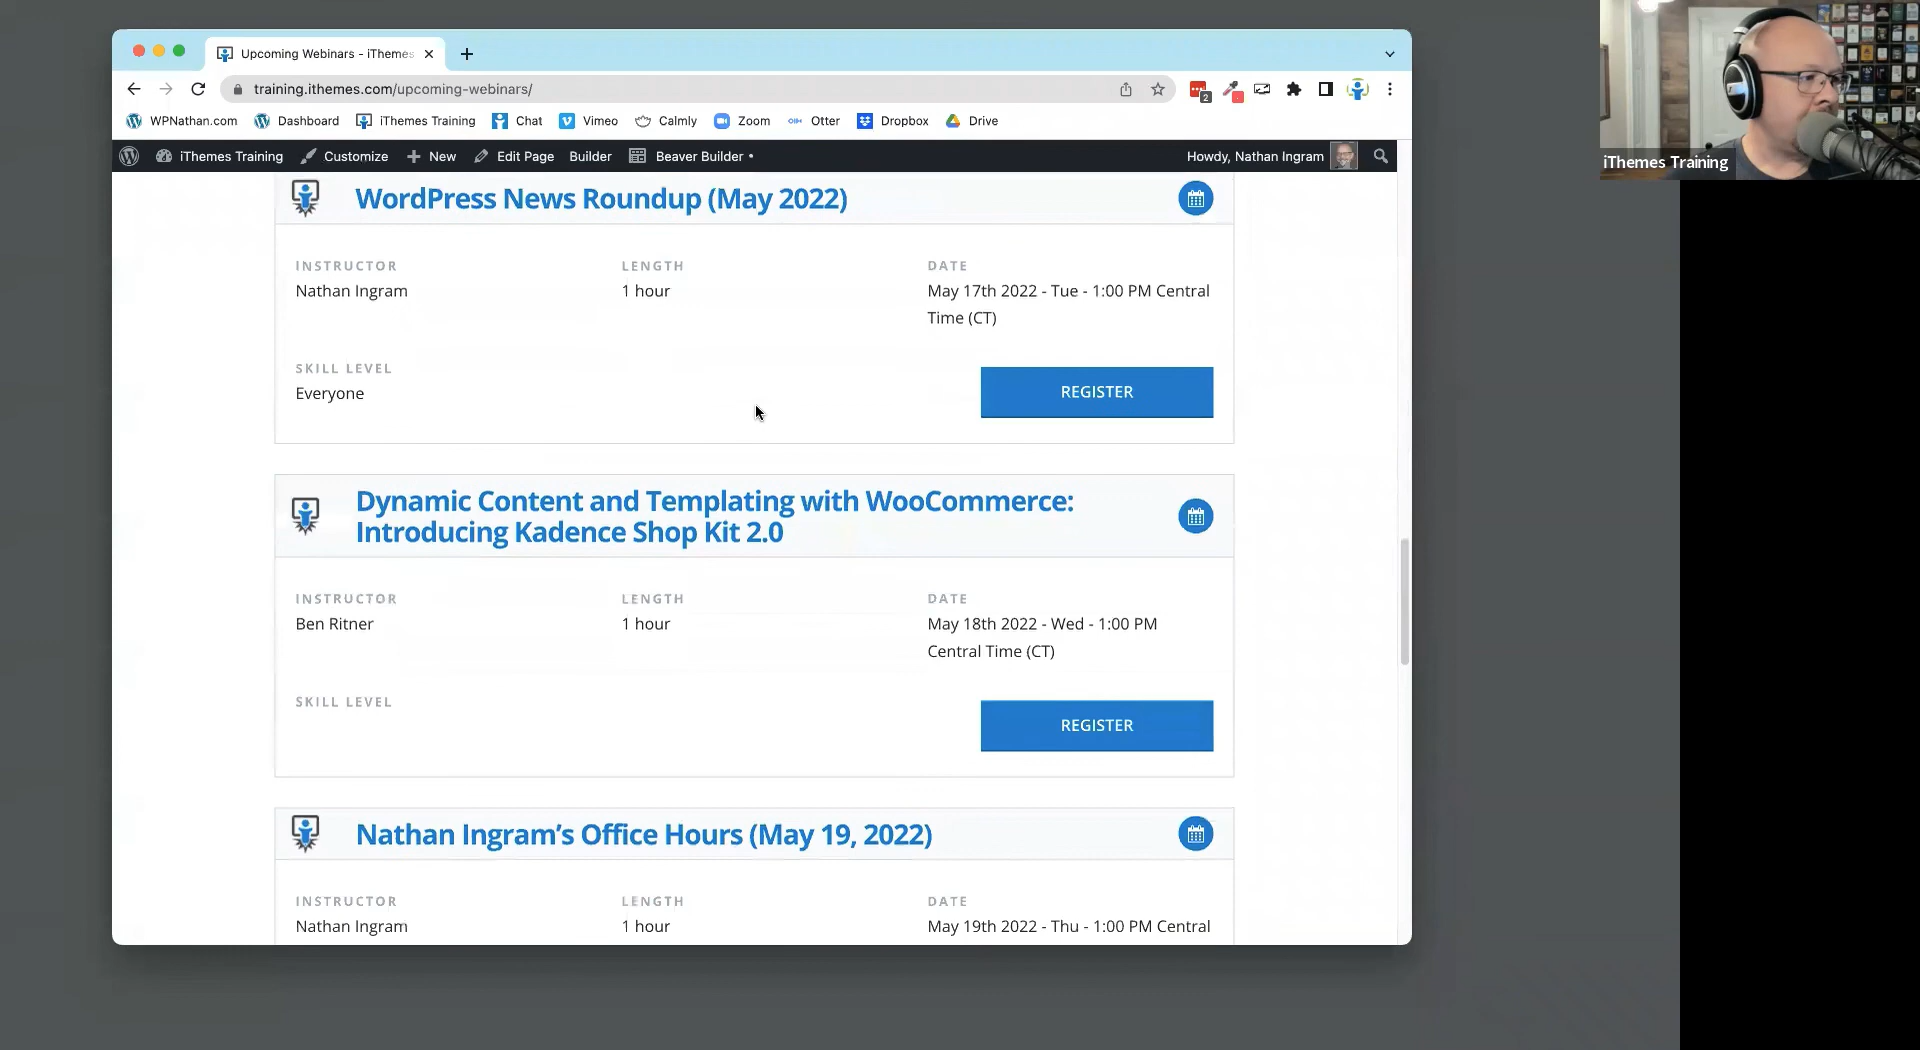 Upcoming Webinars - iThemes
training.ithemes.com/upcoming-webinars/
2
WPNathan.com Dashboard iThemes Training Chat Vimeo Calmly Zoom Otter Dropbox Drive
iThemes Training Customize New Edit Page Builder Beaver Builder • Howdy, Nathan Ingram
iThemes Training
WordPress News Roundup (May 2022)
INSTRUCTOR LENGTH DATE
Nathan Ingram 1 hour May 17th 2022 - Tue - 1:00 PM Central
Time (CT)
SKILL LEVEL
Everyone REGISTER
Dynamic Content and Templating with WooCommerce:
Introducing Kadence Shop Kit 2.0
INSTRUCTOR LENGTH DATE
Ben Ritner 1 hour May 18th 2022 - Wed - 1:00 PM
Central Time (CT)
SKILL LEVEL
REGISTER
Nathan Ingram’s Office Hours (May 19, 2022)
INSTRUCTOR LENGTH DATE
Nathan Ingram 1 hour May 19th 2022 - Thu - 1:00 PM Central